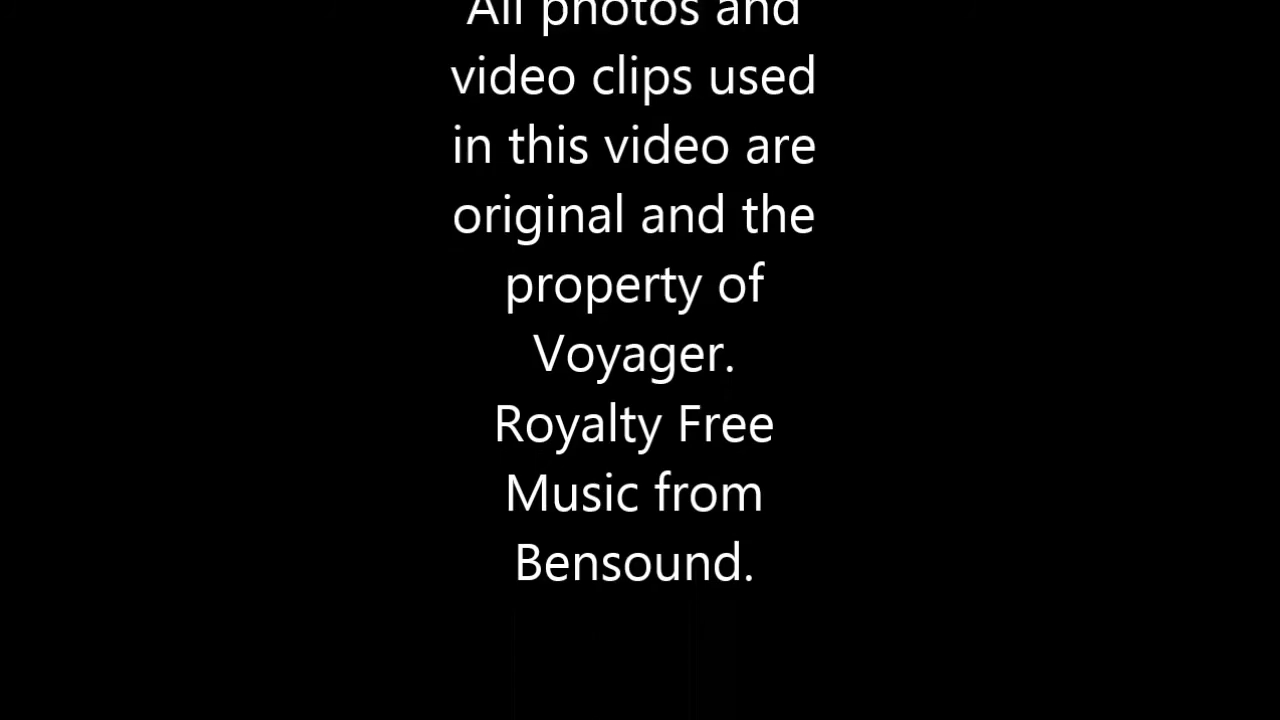 All photos and
video clips used
in this video are
original and the
property of
Voyager.
Royalty Free
Music from
Bensound.